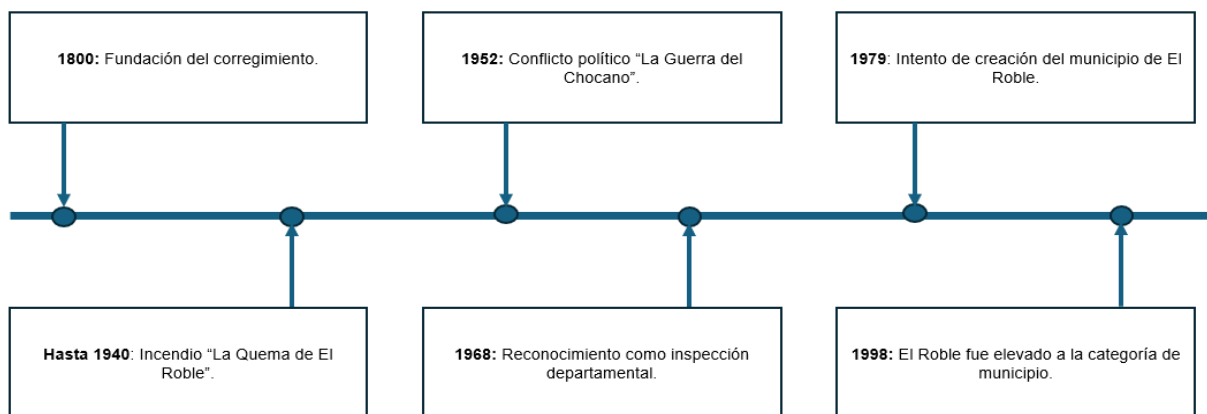 1800: Fundación del corregimiento.
1952: Conflicto político “La Guerra del
Chocano”.
1979: Intento de creación del municipio de El
Roble.
Hasta 1940: Incendio “La Quema de El
Roble”.
1968: Reconocimiento como inspección
departamental.
1998: El Roble fue elevado a la categoría de
municipio.